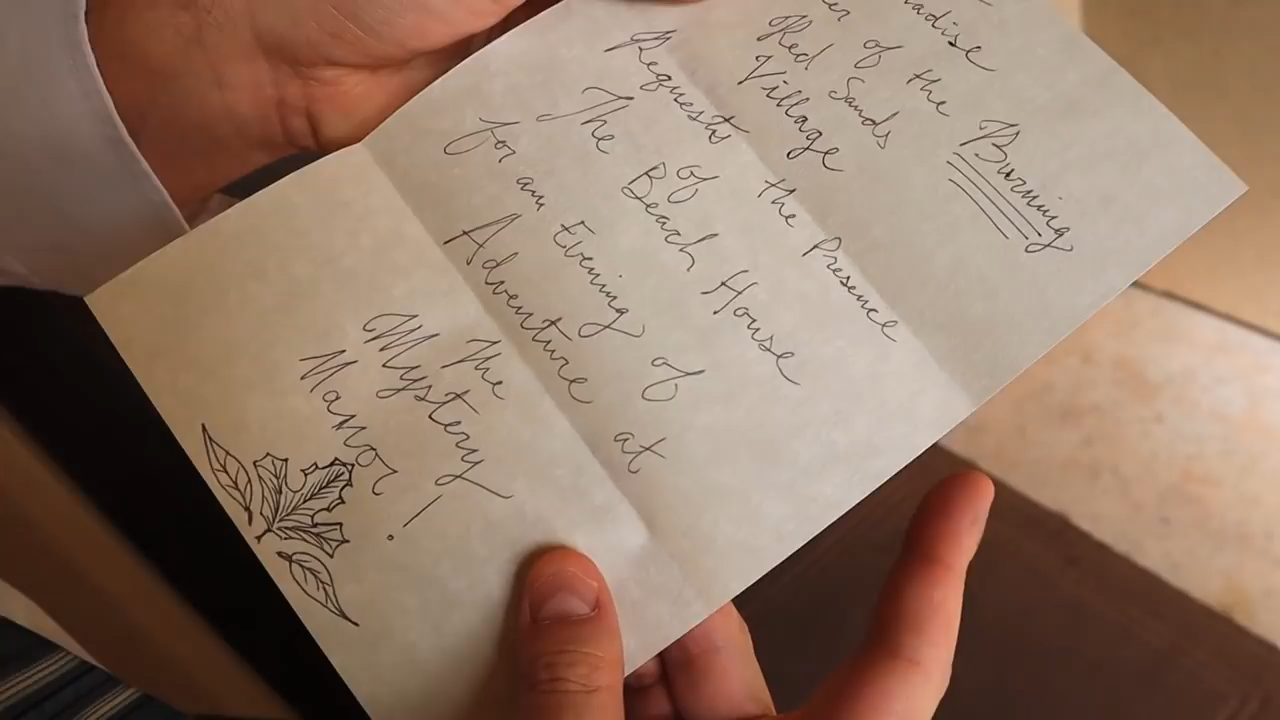 of the Burning
Red Sands
Village
Requests the Presence
of
The Beach House
for an Evening of
Adventure at
The
Mystery
Manor!